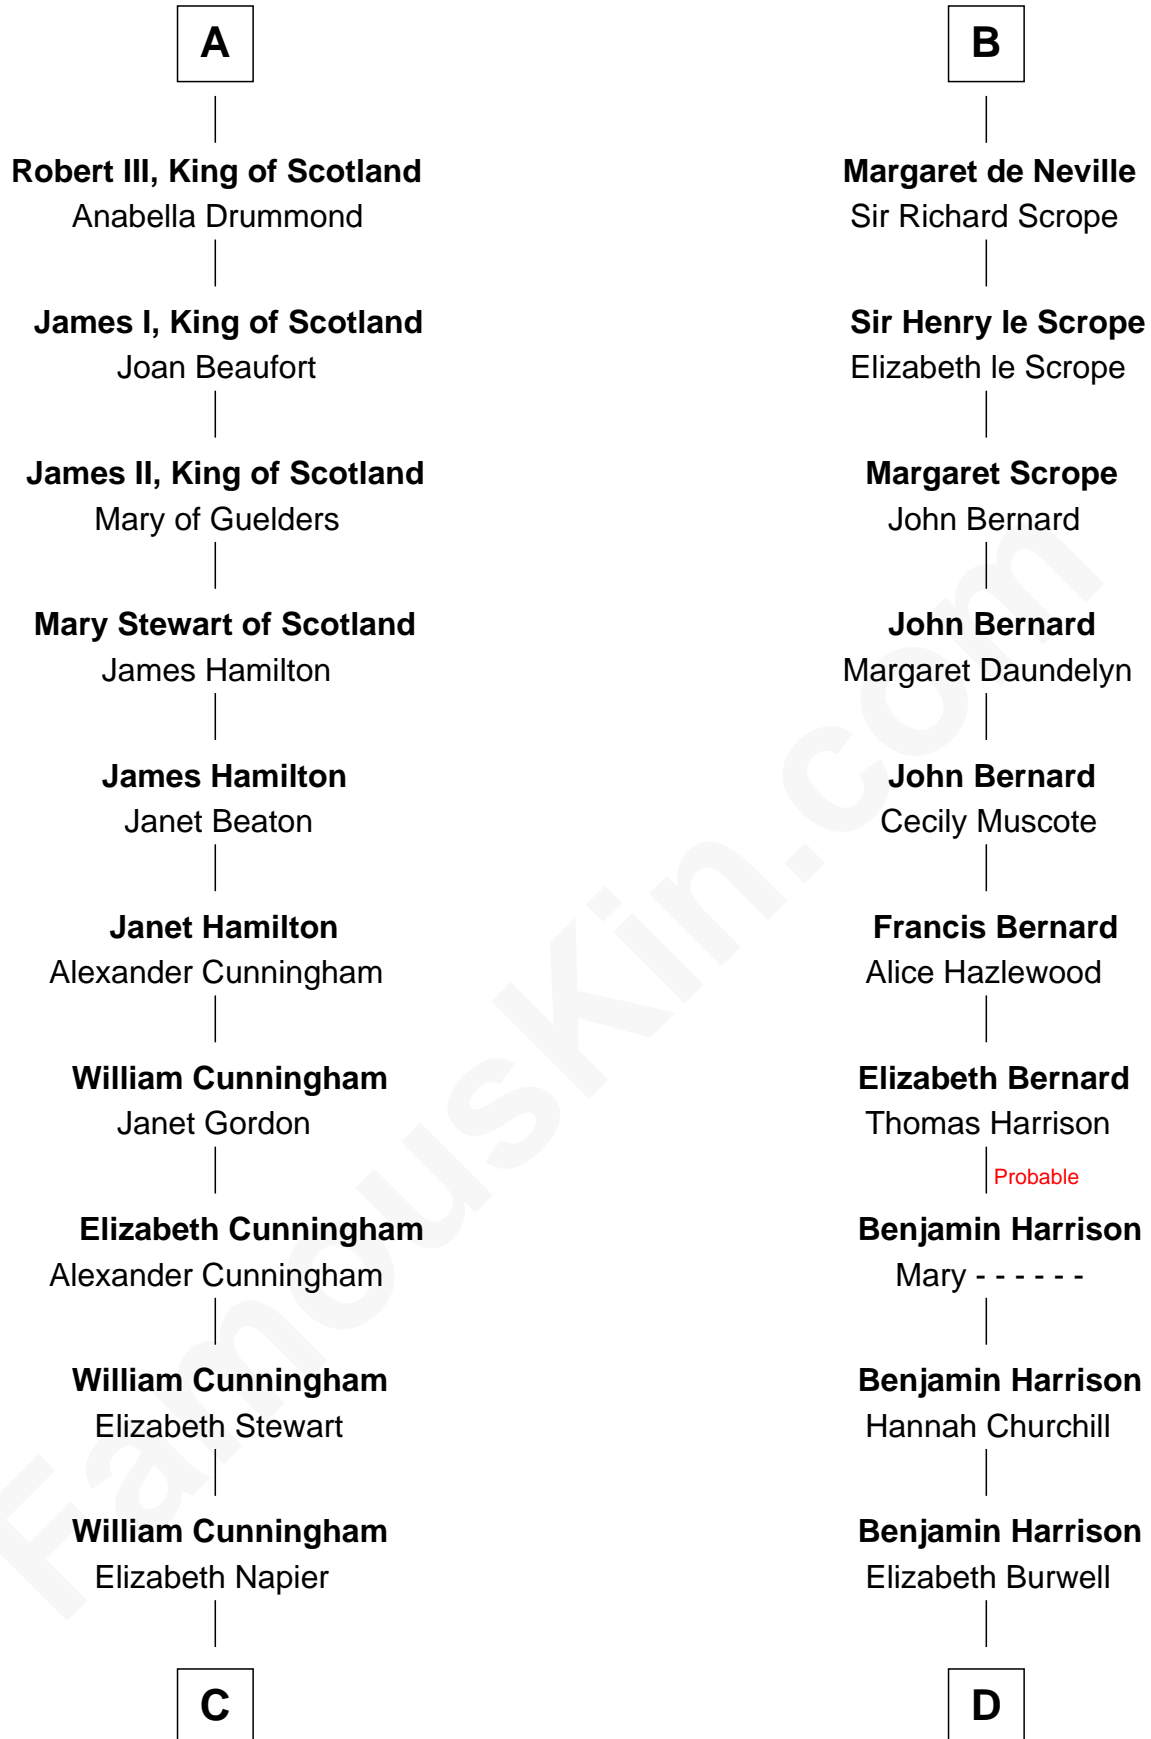 A
Robert III, King of Scotland
Anabella Drummond
James I, King of Scotland
Joan Beaufort
James II, King of Scotland
Mary of Guelders
Mary Stewart of Scotland
James Hamilton
James Hamilton
Janet Beaton
Janet Hamilton
Alexander Cunningham
William Cunningham
Janet Gordon
Elizabeth Cunningham
Alexander Cunningham
William Cunningham
Elizabeth Stewart
William Cunningham
Elizabeth Napier
C
B
Margaret de Neville
Sir Richard Scrope
Sir Henry le Scrope
Elizabeth le Scrope
Margaret Scrope
John Bernard
John Bernard
Margaret Daundelyn
John Bernard
Cecily Muscote
Francis Bernard
Alice Hazlewood
Elizabeth Bernard
Thomas Harrison
Probable
Benjamin Harrison
Mary - - - - - -
Benjamin Harrison
Hannah Churchill
Benjamin Harrison
Elizabeth Burwell
D
FamousKin.com